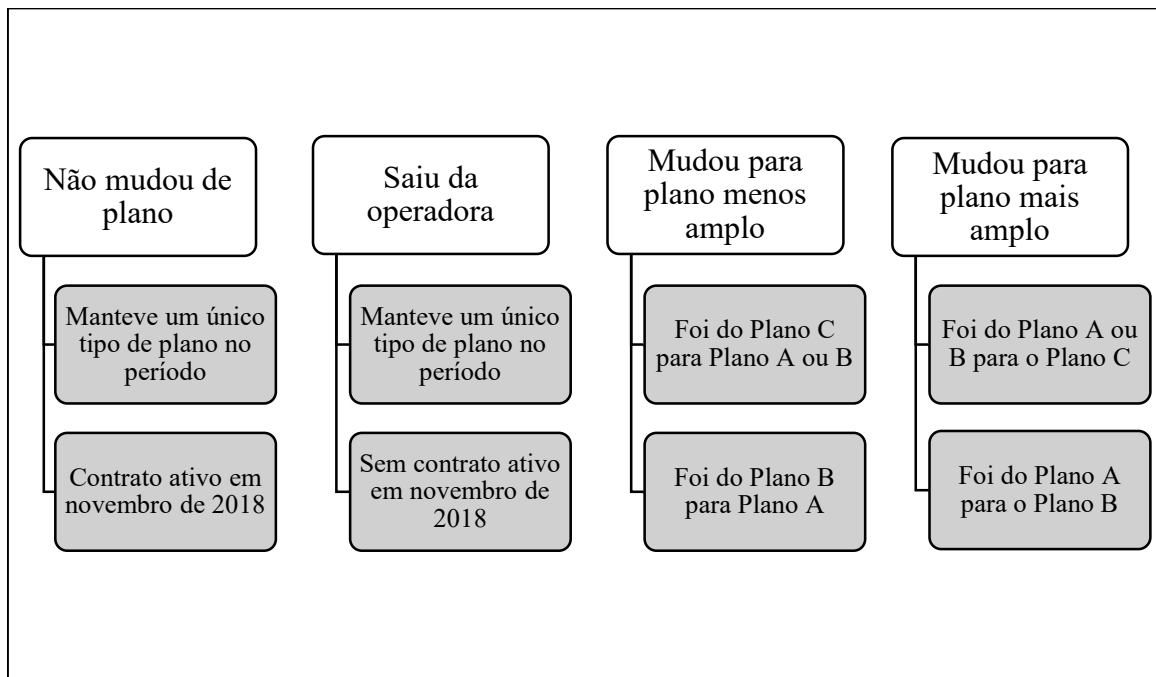 Não mudou de
plano
Manteve um único
tipo de plano no
período
Contrato ativo em
novembro de 2018
Saiu da
operadora
Manteve um único
tipo de plano no
período
Sem contrato ativo
em novembro de
2018
Mudou para
plano menos
amplo
Foi do Plano C
para Plano A ou B
Foi do Plano B
para Plano A
Mudou para
plano mais
amplo
Foi do Plano A ou
B para o Plano C
Foi do Plano A
para o Plano B